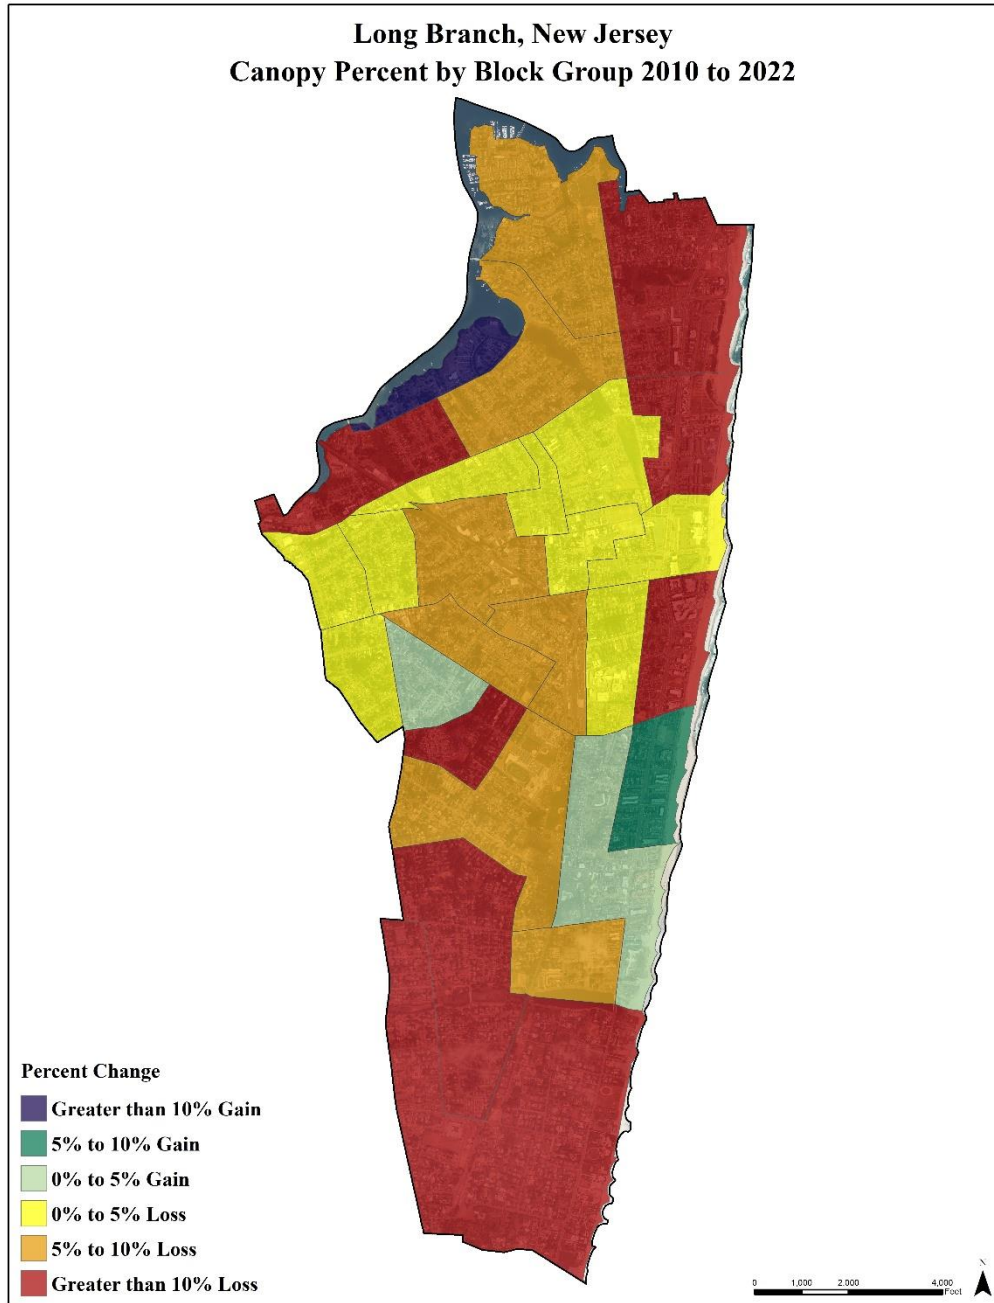 Long Branch, New Jersey
Canopy Percent by Block Group 2010 to 2022
Percent Change
Greater than 10% Gain
5% to 10% Gain
0% to 5% Gain
0% to 5% Loss
5% to 10% Loss
Greater than 10% Loss
N
0 1,000 2.000 4,000
Feet